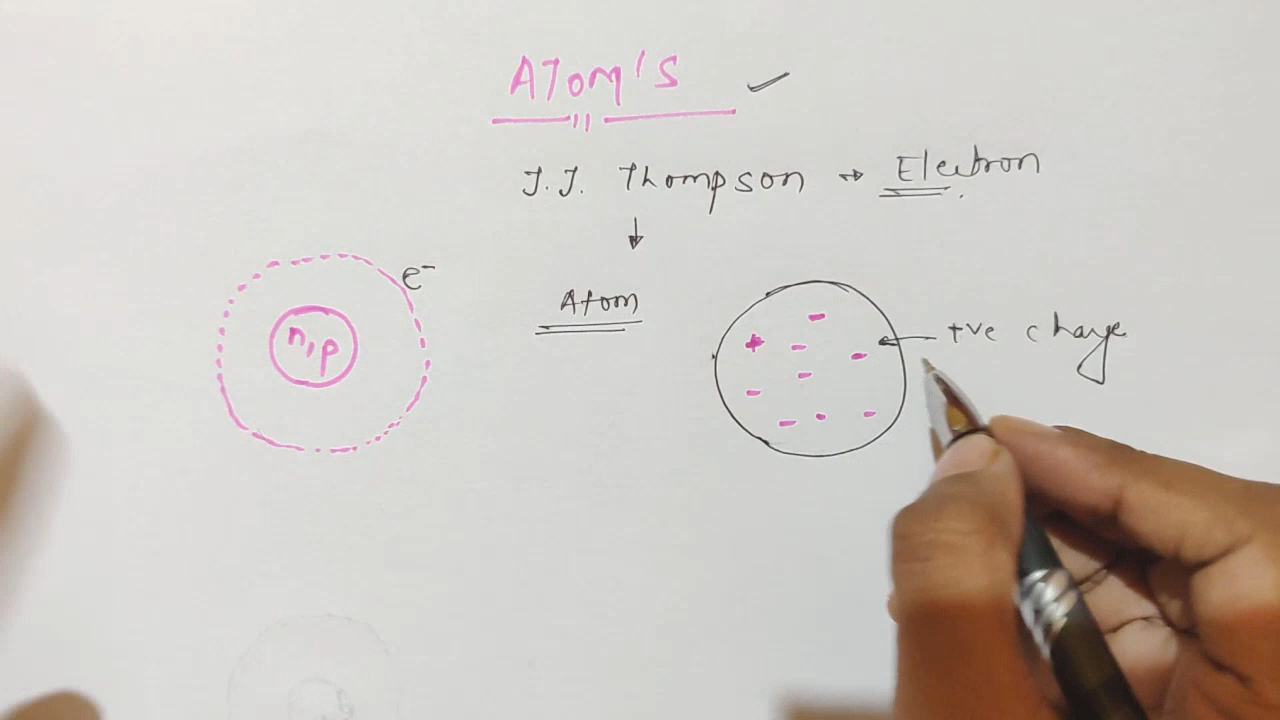 ATom's
J.J. Thompson → Electron
e⁻
Atom
n,p
+ve charge